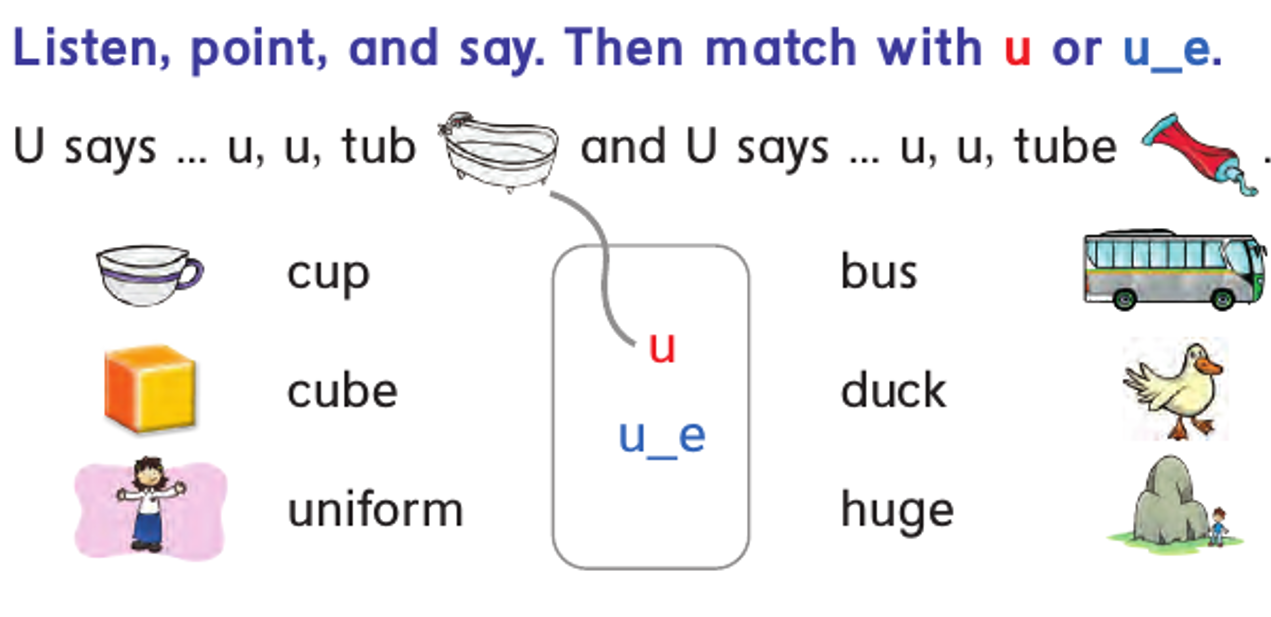 Listen, point, and say. Then match with u or u_e.
U says ... u, u, tub and U says ... u, u, tube .
cup
cube
uniform
u
u_e
bus
duck
huge